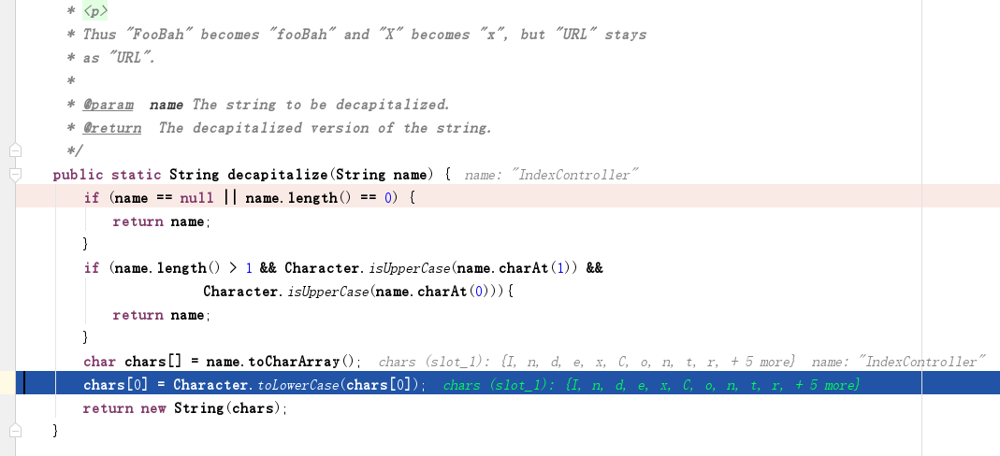 * <p>
* Thus "FooBah" becomes "fooBah" and "X" becomes "x", but "URL" stays
* as "URL".
*
* @param  name The string to be decapitalized.
* @return  The decapitalized version of the string.
*/
public static String decapitalize(String name) {  name: "IndexController"
if (name == null || name.length() == 0) {
return name;
}
if (name.length() > 1 && Character.isUpperCase(name.charAt(1)) &&
Character.isUpperCase(name.charAt(0))){
return name;
}
char chars[] = name.toCharArray();  chars (slot_1): {I, n, d, e, x, C, o, n, t, r, + 5 more}  name: "IndexController"
chars[0] = Character.toLowerCase(chars[0]);  chars (slot_1): {I, n, d, e, x, C, o, n, t, r, + 5 more}
return new String(chars);
}